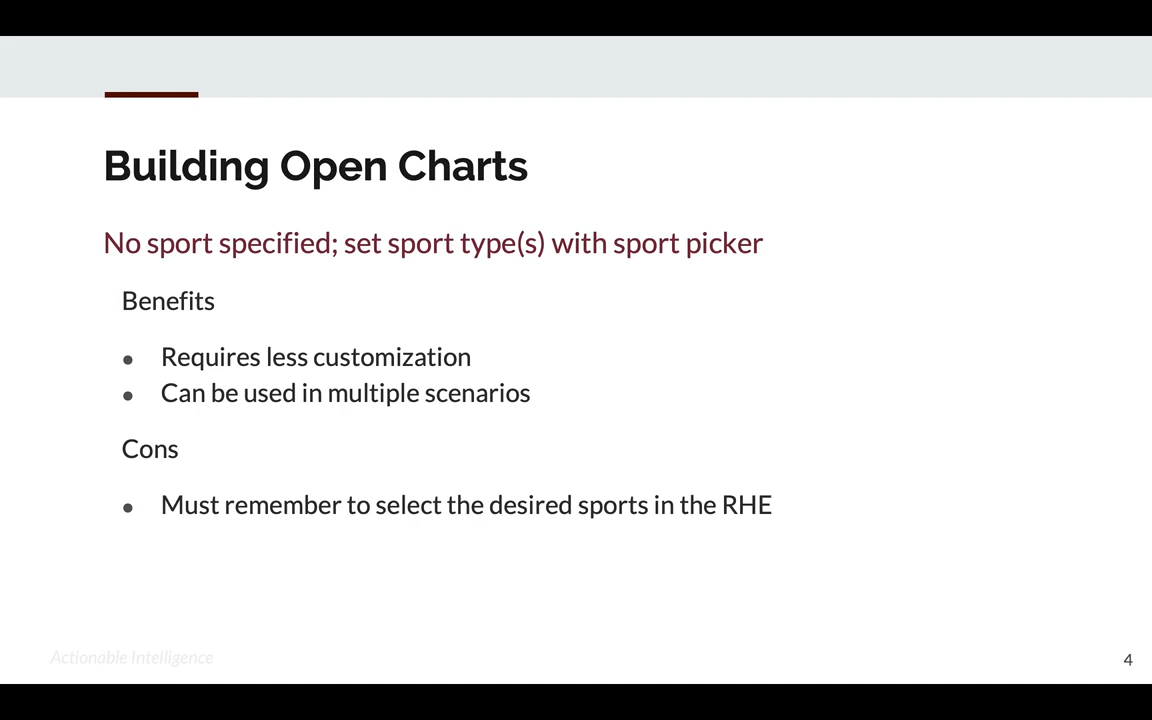 Building Open Charts
No sport specified; set sport type(s) with sport picker
Benefits
● Requires less customization
● Can be used in multiple scenarios
Cons
● Must remember to select the desired sports in the RHE
Actionable Intelligence
4